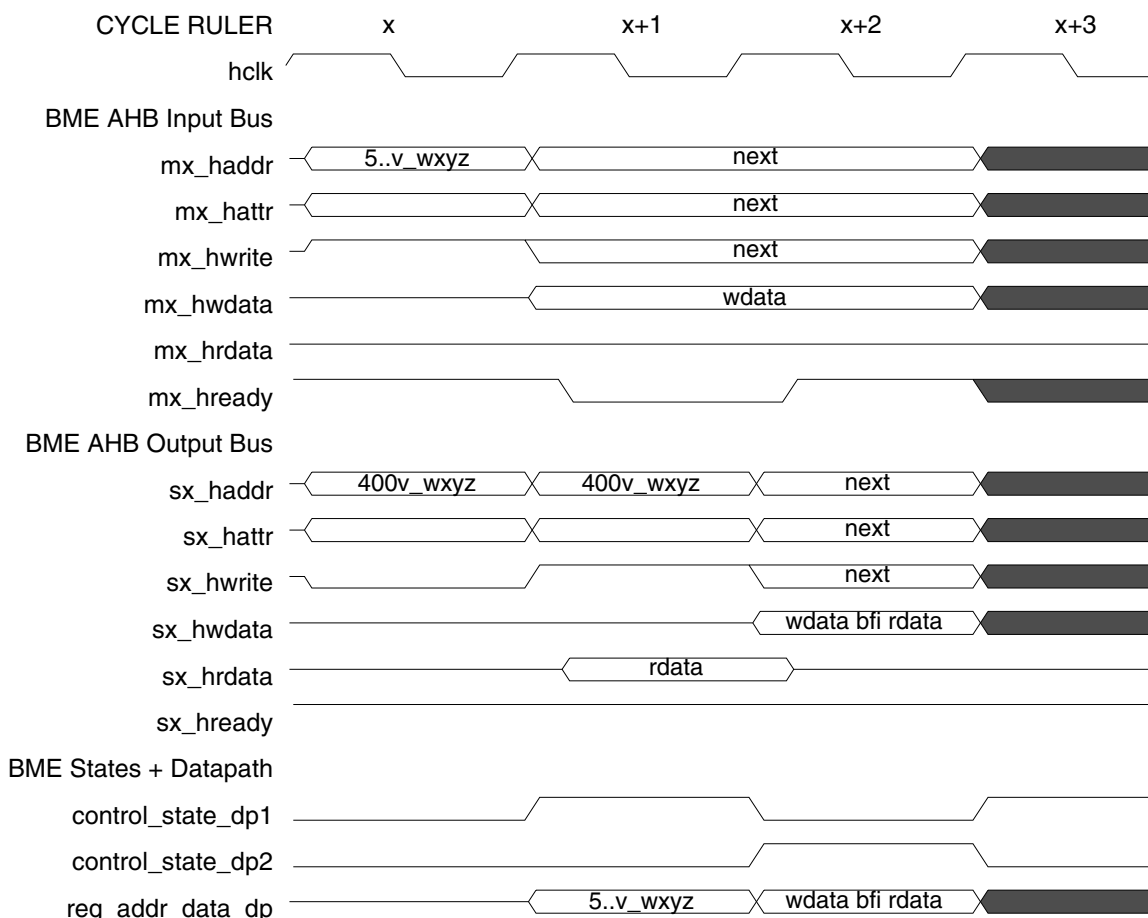 CYCLE RULER x x+1 x+2 x+3
hclk
BME AHB Input Bus
mx_haddr 5..v_wxyz next
mx_hattr next
mx_hwrite next
mx_hwdata wdata
mx_hrdata
mx_hready
BME AHB Output Bus
sx_haddr 400v_wxyz 400v_wxyz next
sx_hattr next
sx_hwrite next
sx_hwdata wdata bfi rdata
sx_hrdata rdata
sx_hready
BME States + Datapath
control_state_dp1
control_state_dp2
reg_addr_data_dp 5..v_wxyz wdata bfi rdata